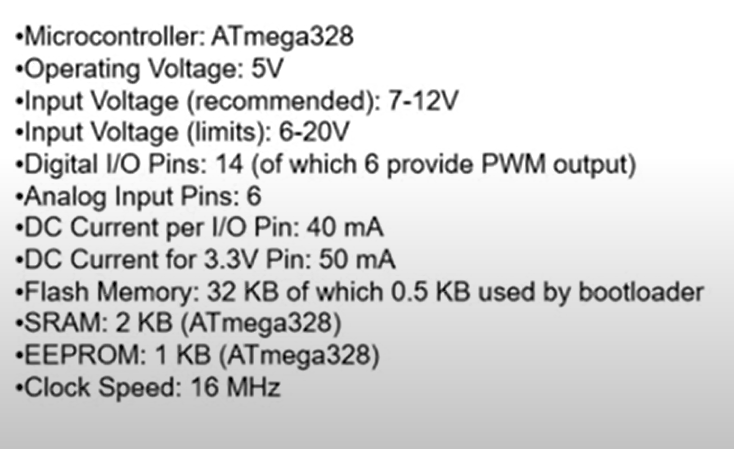 •Microcontroller: ATmega328
•Operating Voltage: 5V
•Input Voltage (recommended): 7-12V
•Input Voltage (limits): 6-20V
•Digital I/O Pins: 14 (of which 6 provide PWM output)
•Analog Input Pins: 6
•DC Current per I/O Pin: 40 mA
•DC Current for 3.3V Pin: 50 mA
•Flash Memory: 32 KB of which 0.5 KB used by bootloader
•SRAM: 2 KB (ATmega328)
•EEPROM: 1 KB (ATmega328)
•Clock Speed: 16 MHz